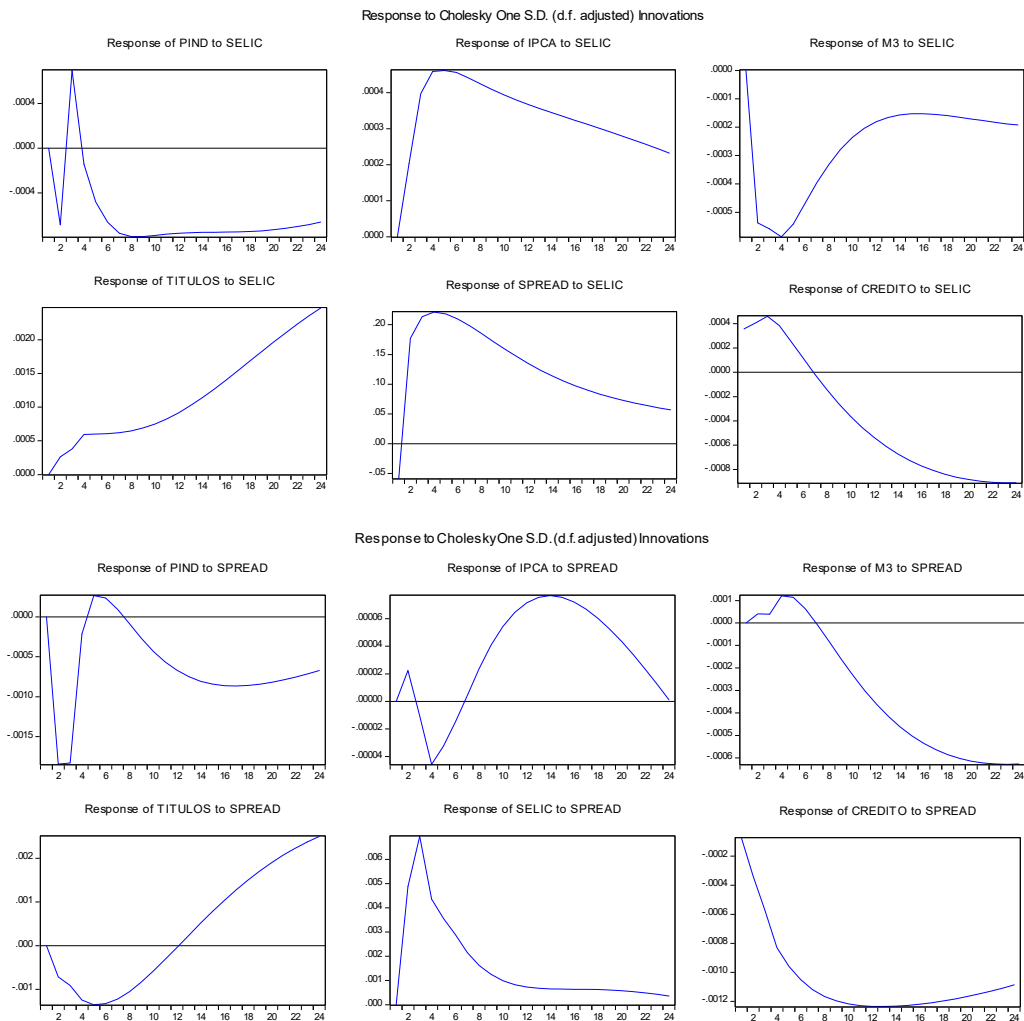 Response to Cholesky One S.D. (d.f. adjusted) Innovations
Response of PIND to SELIC
.0004
.0000
-.0004
2 4 6 8 10 12 14 16 18 20 22 24
Response of IPCA to SELIC
.0004
.0003
.0002
.0001
.0000
2 4 6 8 10 12 14 16 18 20 22 24
Response of M3 to SELIC
.0000
-.0001
-.0002
-.0003
-.0004
-.0005
2 4 6 8 10 12 14 16 18 20 22 24
Response of TITULOS to SELIC
.0020
.0015
.0010
.0005
.0000
2 4 6 8 10 12 14 16 18 20 22 24
Response of SPREAD to SELIC
.20
.15
.10
.05
.00
-.05
2 4 6 8 10 12 14 16 18 20 22 24
Response of CREDITO to SELIC
.0004
.0002
.0000
-.0002
-.0004
-.0006
-.0008
2 4 6 8 10 12 14 16 18 20 22 24
Response to Cholesky One S.D. (d.f. adjusted) Innovations
Response of PIND to SPREAD
.0000
-.0005
-.0010
-.0015
2 4 6 8 10 12 14 16 18 20 22 24
Response of IPCA to SPREAD
.00006
.00004
.00002
.00000
-.00002
-.00004
2 4 6 8 10 12 14 16 18 20 22 24
Response of M3 to SPREAD
.0001
.0000
-.0001
-.0002
-.0003
-.0004
-.0005
-.0006
2 4 6 8 10 12 14 16 18 20 22 24
Response of TITULOS to SPREAD
.002
.001
.000
-.001
2 4 6 8 10 12 14 16 18 20 22 24
Response of SELIC to SPREAD
.006
.005
.004
.003
.002
.001
.000
2 4 6 8 10 12 14 16 18 20 22 24
Response of CREDITO to SPREAD
-.0002
-.0004
-.0006
-.0008
-.0010
-.0012
2 4 6 8 10 12 14 16 18 20 22 24